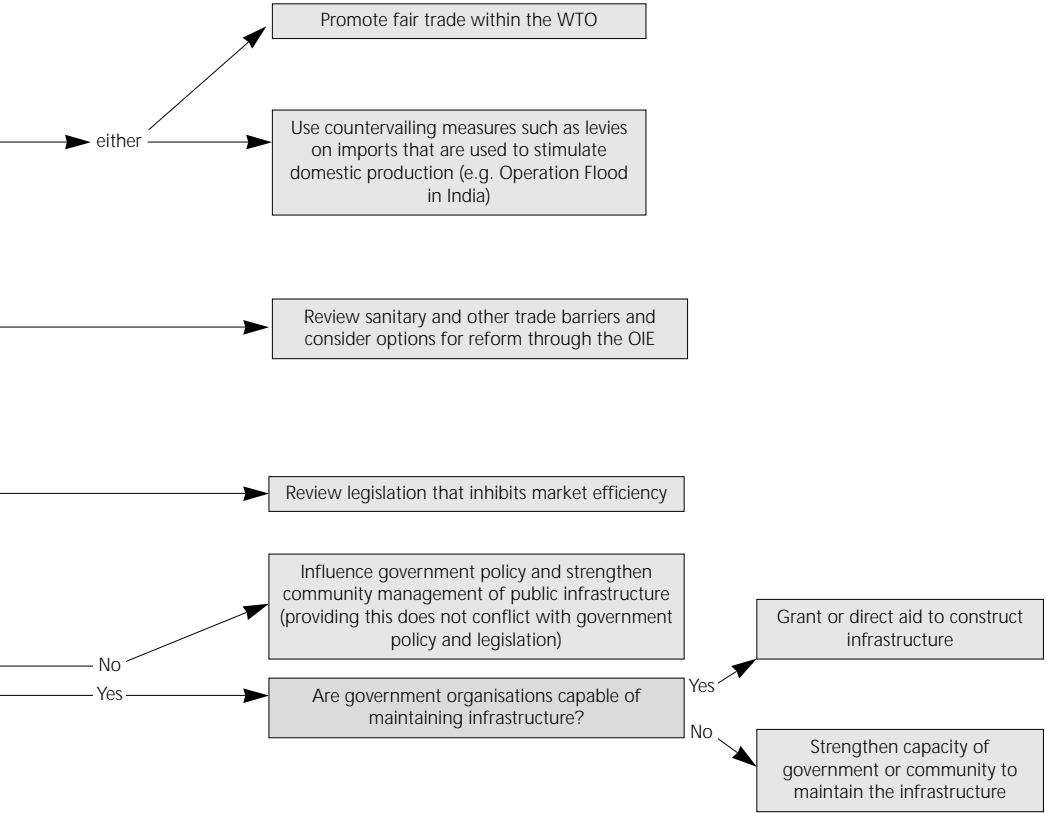 Promote fair trade within the WTO
either
Use countervailing measures such as levies
on imports that are used to stimulate
domestic production (e.g. Operation Flood
in India)
Review sanitary and other trade barriers and
consider options for reform through the OIE
Review legislation that inhibits market efficiency
Influence government policy and strengthen
community management of public infrastructure
(providing this does not conflict with government
policy and legislation)
No
Yes
Are government organisations capable of
maintaining infrastructure?
Yes
Grant or direct aid to construct
infrastructure
No
Strengthen capacity of
government or community to
maintain the infrastructure